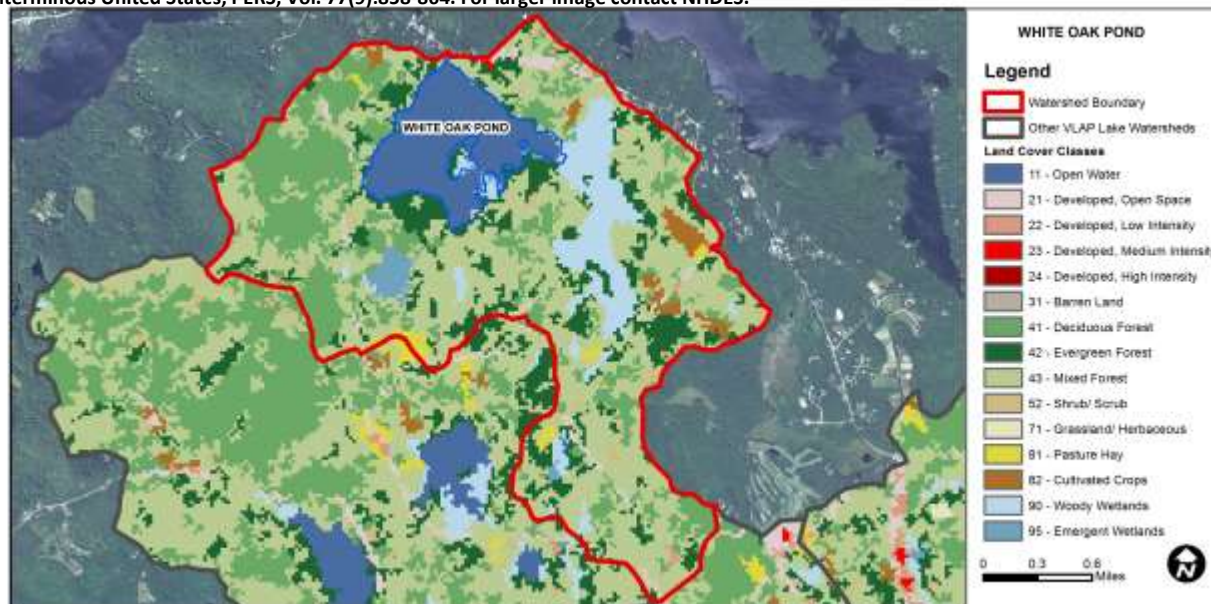 WHITE OAK POND
WHITE OAK POND
Legend
Watershed Boundary
Other VLAP Lake Watersheds
Land Cover Classes
11 - Open Water
21 - Developed, Open Space
22 - Developed, Low Intensity
23 - Developed, Medium Intensity
24 - Developed, High Intensity
31 - Barren Land
41 - Deciduous Forest
42 - Evergreen Forest
43 - Mixed Forest
52 - Shrub/ Scrub
71 - Grassland/ Herbaceous
81 - Pasture Hay
82 - Cultivated Crops
90 - Woody Wetlands
95 - Emergent Wetlands
0 0.3 0.6
Miles
N